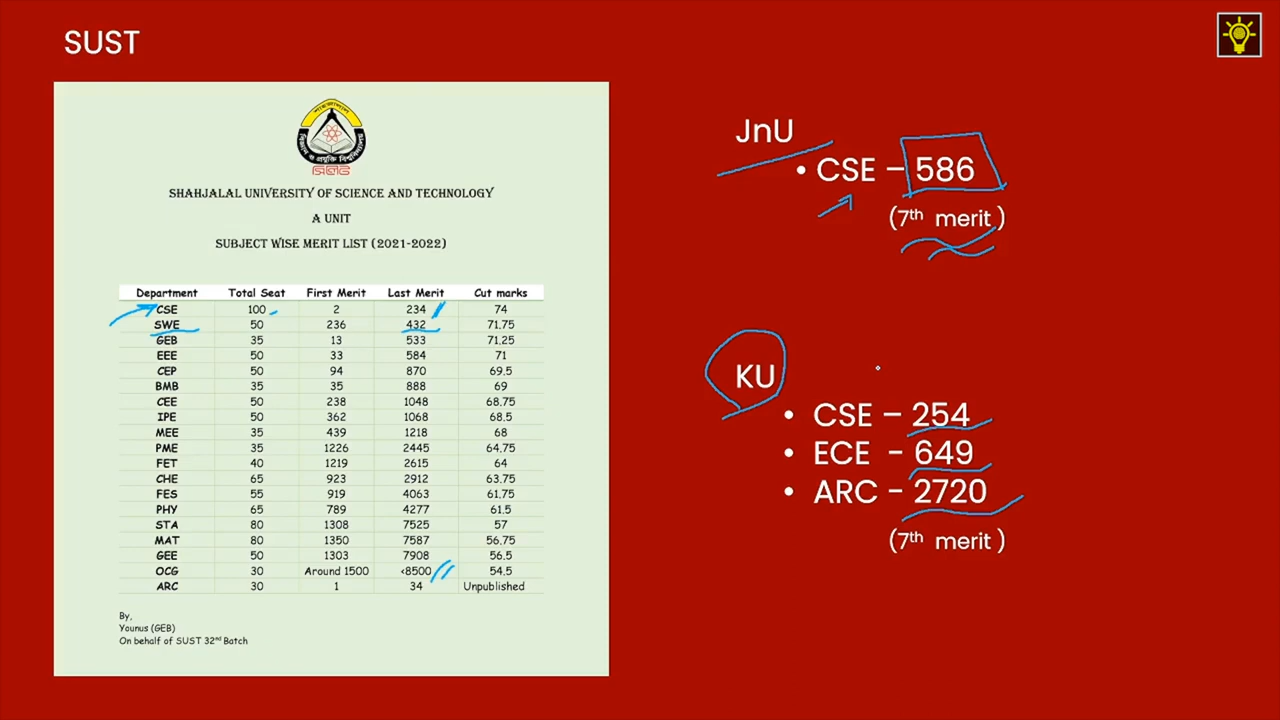 SUST
SHAHJALAL UNIVERSITY OF SCIENCE AND TECHNOLOGY
A UNIT
SUBJECT WISE MERIT LIST (2021-2022)
Department Total Seat First Merit Last Merit Cut marks
CSE 100 2 234 74
SWE 50 236 432 71.75
GEB 35 13 533 71.25
EEE 50 33 584 71
CEP 50 94 870 69.5
BMB 35 35 888 69
CEE 50 238 1048 68.75
IPE 50 362 1068 68.5
MEE 35 439 1218 68
PME 35 1226 2445 64.75
FET 40 1219 2615 64
CHE 65 923 2912 63.75
FES 55 919 4063 61.75
PHY 65 789 4277 61.5
STA 80 1308 7525 57
MAT 80 1350 7587 56.75
GEE 50 1303 7908 56.5
OCG 30 Around 1500 <8500 54.5
ARC 30 1 34 Unpublished
By,
Younus (GEB)
On behalf of SUST 32nd Batch
JnU
• CSE – 586
(7th merit)
KU
• CSE – 254
• ECE - 649
• ARC - 2720
(7th merit)